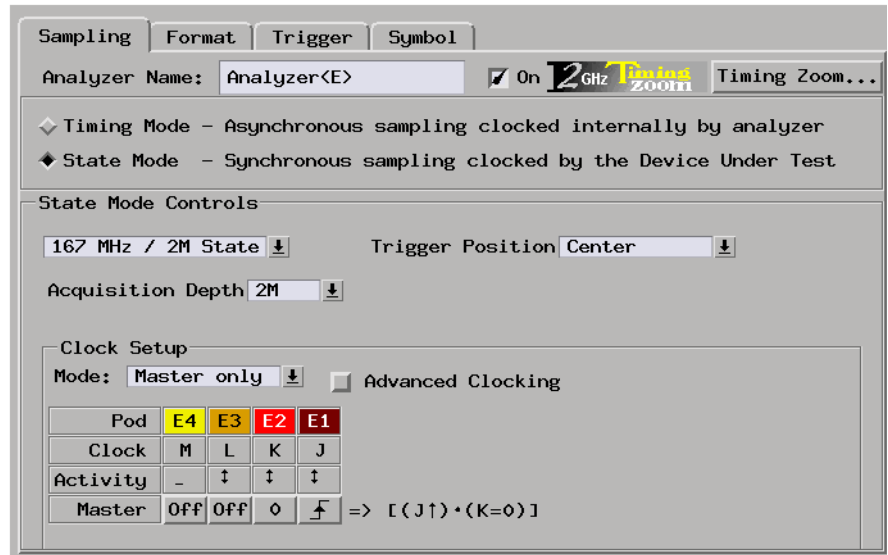 Sampling Format Trigger Symbol
Analyzer Name: Analyzer<E> On 2GHz Timing zoom Timing Zoom...
Timing Mode - Asynchronous sampling clocked internally by analyzer
State Mode - Synchronous sampling clocked by the Device Under Test
State Mode Controls
167 MHz / 2M State Trigger Position Center
Acquisition Depth 2M
Clock Setup
Mode: Master only Advanced Clocking
Pod E4 E3 E2 E1
Clock M L K J
Activity - ↕ ↕ ↕
Master Off Off 0 => [(J↑)·(K=0)]